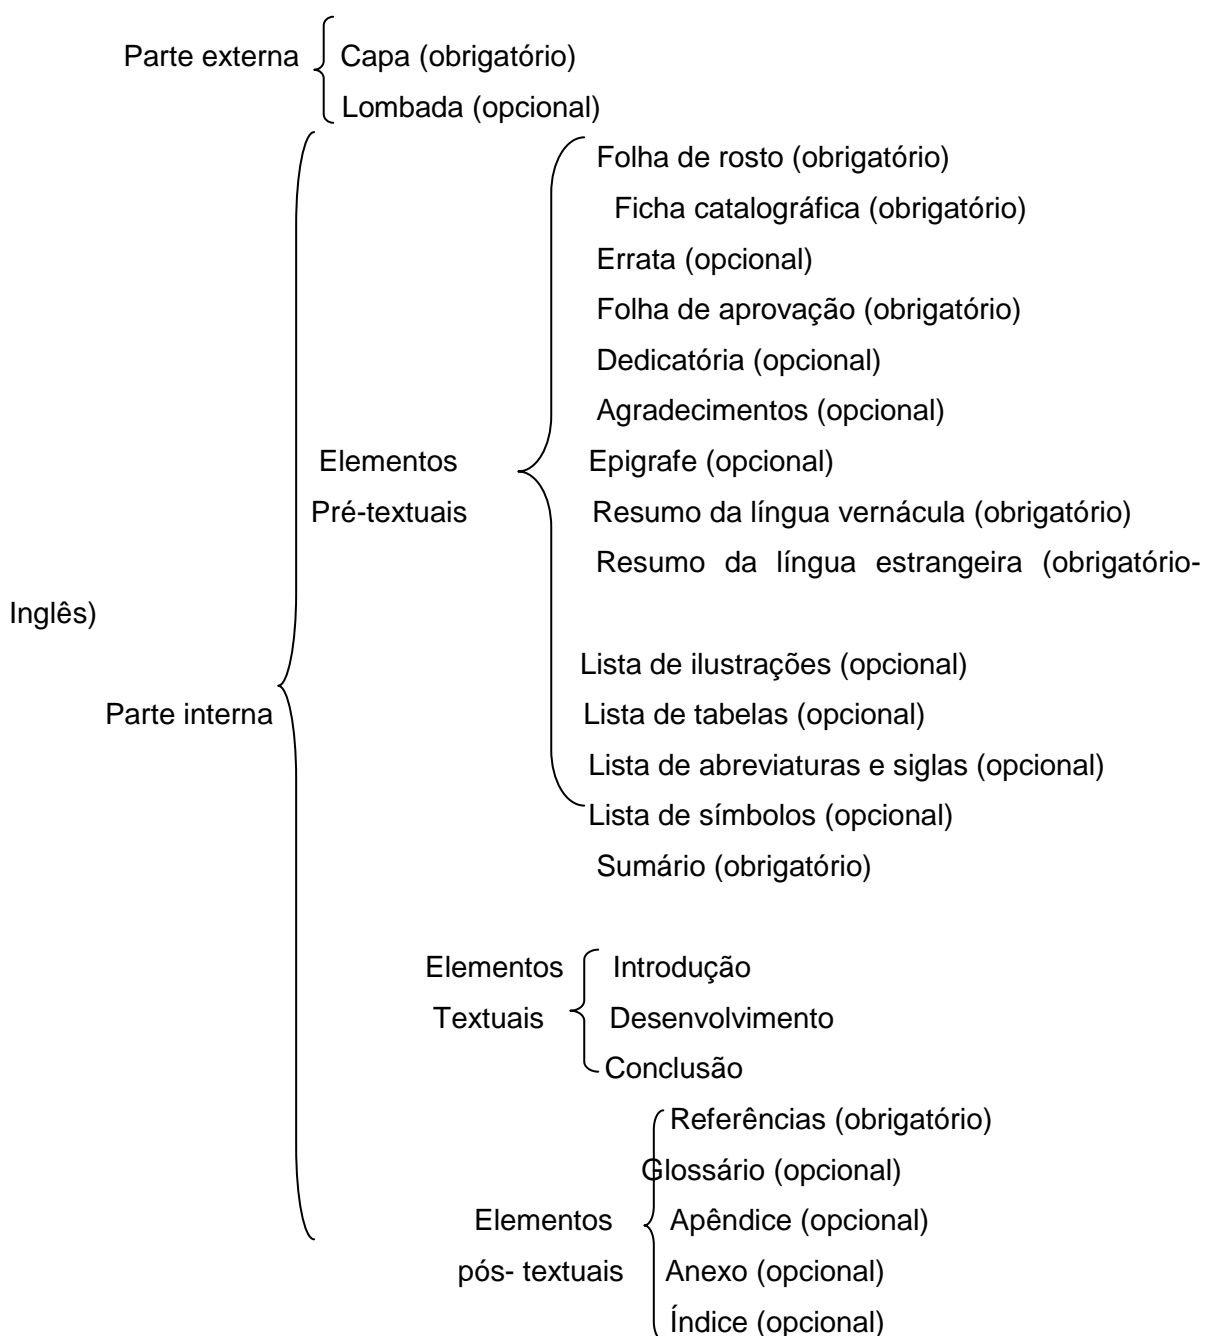 Parte externa Capa (obrigatório)
Lombada (opcional)
Folha de rosto (obrigatório)
Ficha catalográfica (obrigatório)
Errata (opcional)
Folha de aprovação (obrigatório)
Dedicatória (opcional)
Agradecimentos (opcional)
Elementos Epigrafe (opcional)
Pré-textuais Resumo da língua vernácula (obrigatório)
Resumo da língua estrangeira (obrigatório-
Inglês)
Lista de ilustrações (opcional)
Parte interna Lista de tabelas (opcional)
Lista de abreviaturas e siglas (opcional)
Lista de símbolos (opcional)
Sumário (obrigatório)
Elementos Introdução
Textuais Desenvolvimento
Conclusão
Referências (obrigatório)
Glossário (opcional)
Elementos Apêndice (opcional)
pós- textuais Anexo (opcional)
Índice (opcional)